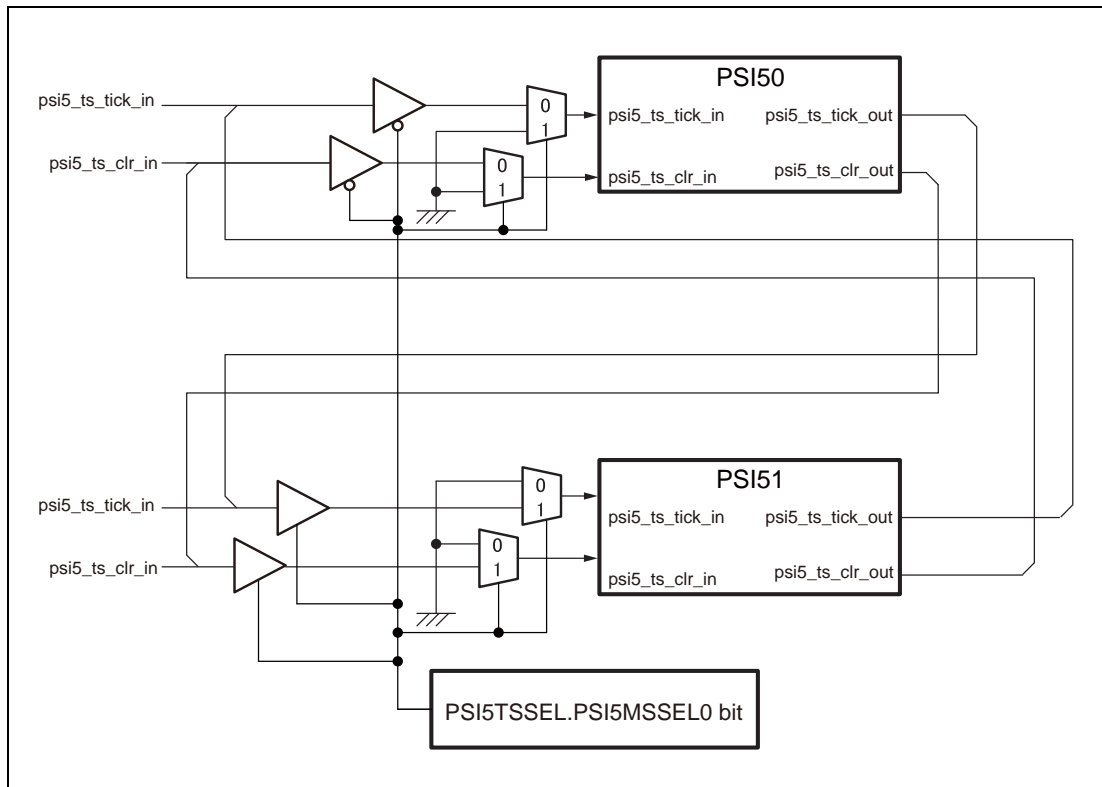 PSI50
psi5_ts_tick_in
psi5_ts_clr_in
0
1
0
1
psi5_ts_tick_in
psi5_ts_tick_out
psi5_ts_clr_in
psi5_ts_clr_out
PSI51
psi5_ts_tick_in
psi5_ts_clr_in
0
1
0
1
psi5_ts_tick_in
psi5_ts_tick_out
psi5_ts_clr_in
psi5_ts_clr_out
PSI5TSSEL.PSI5MSSEL0 bit